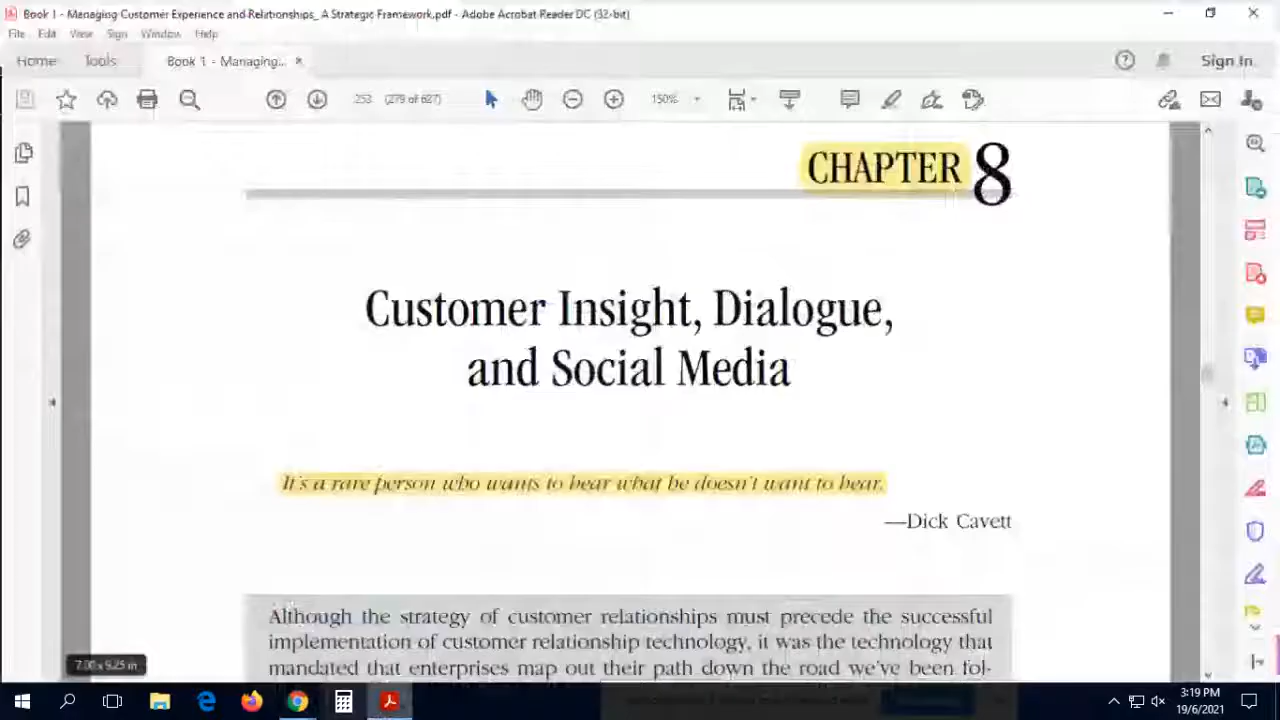 Book 1 - Managing Customer Experience and Relationships_ A Strategic Framework.pdf - Adobe Acrobat Reader DC (32-bit)
File Edit View Sign Window Help
Home Tools Book 1 - Managing... ×
Sign In
253 (279 of 627) 150%
CHAPTER 8
Customer Insight, Dialogue,
and Social Media
It's a rare person who wants to hear what he doesn't want to hear.
—Dick Cavett
Although the strategy of customer relationships must precede the successful
implementation of customer relationship technology, it was the technology that
mandated that enterprises map out their path down the road we've been fol-
7.00 x 9.25 in
3:19 PM
19/6/2021